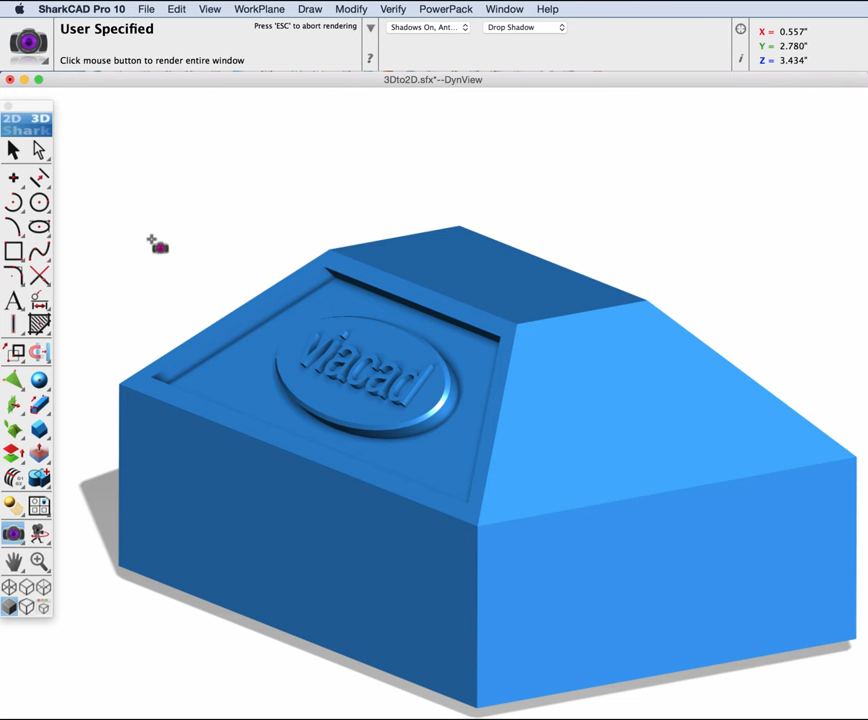 SharkCAD Pro 10 File Edit View WorkPlane Draw Modify Verify PowerPack Window Help
User Specified
Press 'ESC' to abort rendering
Shadows On, Ant...
Drop Shadow
Click mouse button to render entire window
?
i
X = 0.557"
Y = 2.780"
Z = 3.434"
3Dto2D.sfx*--DynView
2D 3D
Shark
A
G1
G2
viacad